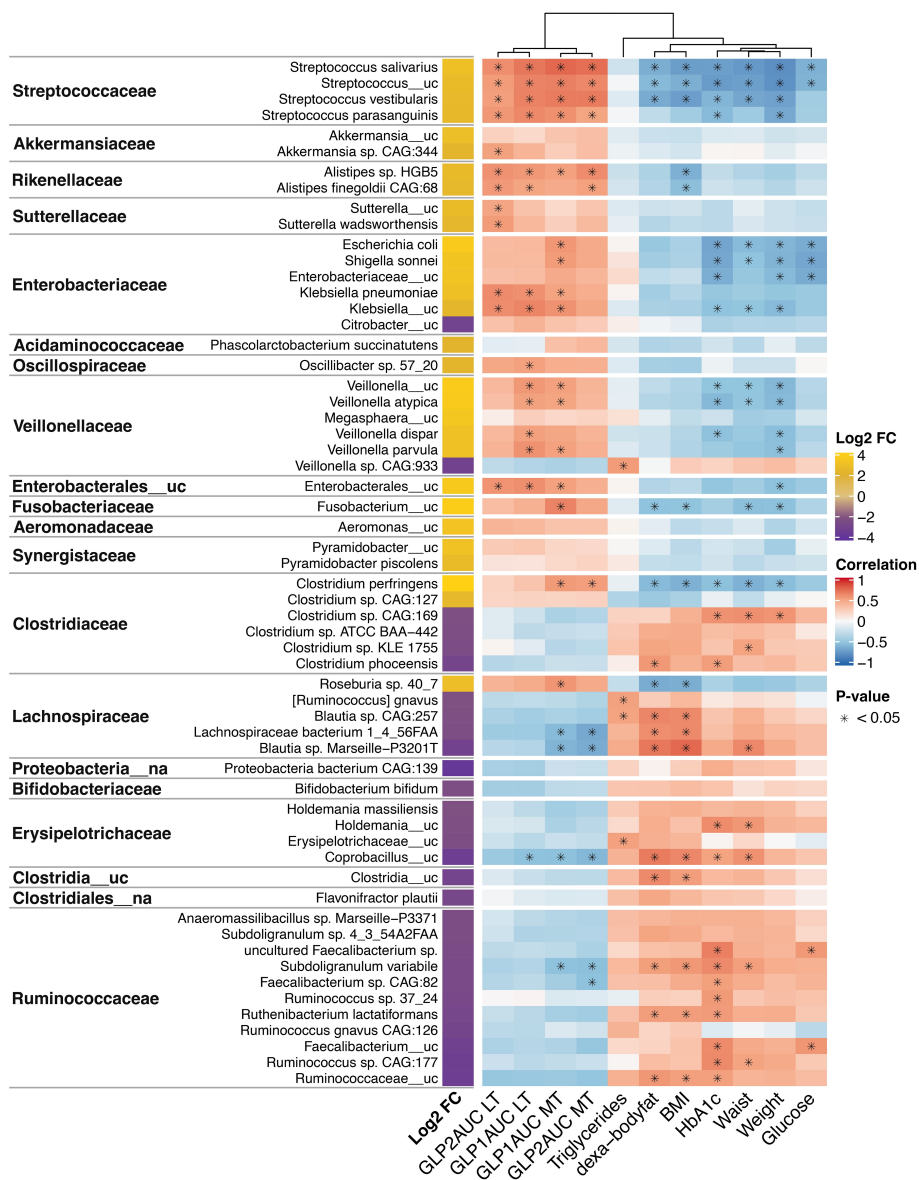 Streptococcaceae
Streptococcus salivarius
Streptococcus__uc
Streptococcus vestibularis
Streptococcus parasanguinis
Akkermansiaceae
Akkermansia__uc
Akkermansia sp. CAG:344
Rikenellaceae
Alistipes sp. HGB5
Alistipes finegoldii CAG:68
Sutterellaceae
Sutterella__uc
Sutterella wadsworthensis
Enterobacteriaceae
Escherichia coli
Shigella sonnei
Enterobacteriaceae__uc
Klebsiella pneumoniae
Klebsiella__uc
Citrobacter__uc
Acidaminococcaceae
Phascolarctobacterium succinatutens
Oscillospiraceae
Oscillibacter sp. 57_20
Veillonellaceae
Veillonella__uc
Veillonella atypica
Megasphaera__uc
Veillonella dispar
Veillonella parvula
Veillonella sp. CAG:933
Enterobacterales__uc
Enterobacterales__uc
Fusobacteriaceae
Fusobacterium__uc
Aeromonadaceae
Aeromonas__uc
Synergistaceae
Pyramidobacter__uc
Pyramidobacter piscolens
Clostridiaceae
Clostridium perfringens
Clostridium sp. CAG:127
Clostridium sp. CAG:169
Clostridium sp. ATCC BAA−442
Clostridium sp. KLE 1755
Clostridium phoceensis
Lachnospiraceae
Roseburia sp. 40_7
[Ruminococcus] gnavus
Blautia sp. CAG:257
Lachnospiraceae bacterium 1_4_56FAA
Blautia sp. Marseille−P3201T
Proteobacteria__na
Proteobacteria bacterium CAG:139
Bifidobacteriaceae
Bifidobacterium bifidum
Erysipelotrichaceae
Holdemania massiliensis
Holdemania__uc
Erysipelotrichaceae__uc
Coprobacillus__uc
Clostridia__uc
Clostridia__uc
Clostridiales__na
Flavonifractor plautii
Ruminococcaceae
Anaeromassilibacillus sp. Marseille−P3371
Subdoligranulum sp. 4_3_54A2FAA
uncultured Faecalibacterium sp.
Subdoligranulum variabile
Faecalibacterium sp. CAG:82
Ruminococcus sp. 37_24
Ruthenibacterium lactatiformans
Ruminococcus gnavus CAG:126
Faecalibacterium__uc
Ruminococcus sp. CAG:177
Ruminococcaceae__uc
Log2 FC
GLP2AUC LT
GLP1AUC LT
GLP1AUC MT
GLP2AUC MT
Triglycerides
dexa−bodyfat
BMI
HbA1c
Waist
Weight
Glucose
Log2 FC
4
2
0
−2
−4
Correlation
1
0.5
0
−0.5
−1
P−value
✳ < 0.05